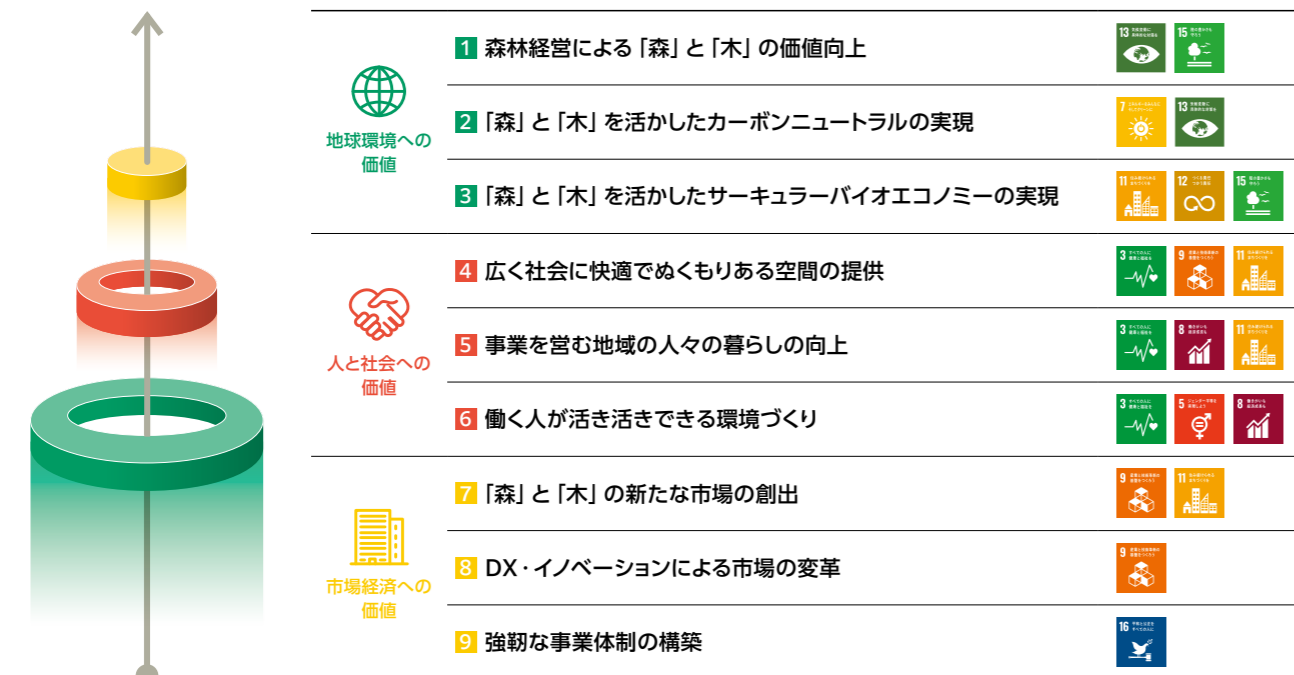 地球環境への
価値
1 森林経営による「森」と「木」の価値向上
13 15
2 「森」と「木」を活かしたカーボンニュートラルの実現
7 13
3 「森」と「木」を活かしたサーキュラーバイオエコノミーの実現
11 12 15
人と社会への
価値
4 広く社会に快適でぬくもりある空間の提供
3 9 11
5 事業を営む地域の人々の暮らしの向上
3 8 11
6 働く人が活き活きできる環境づくり
3 5 8
市場経済への
価値
7 「森」と「木」の新たな市場の創出
9 11
8 DX・イノベーションによる市場の変革
9
9 強靭な事業体制の構築
16